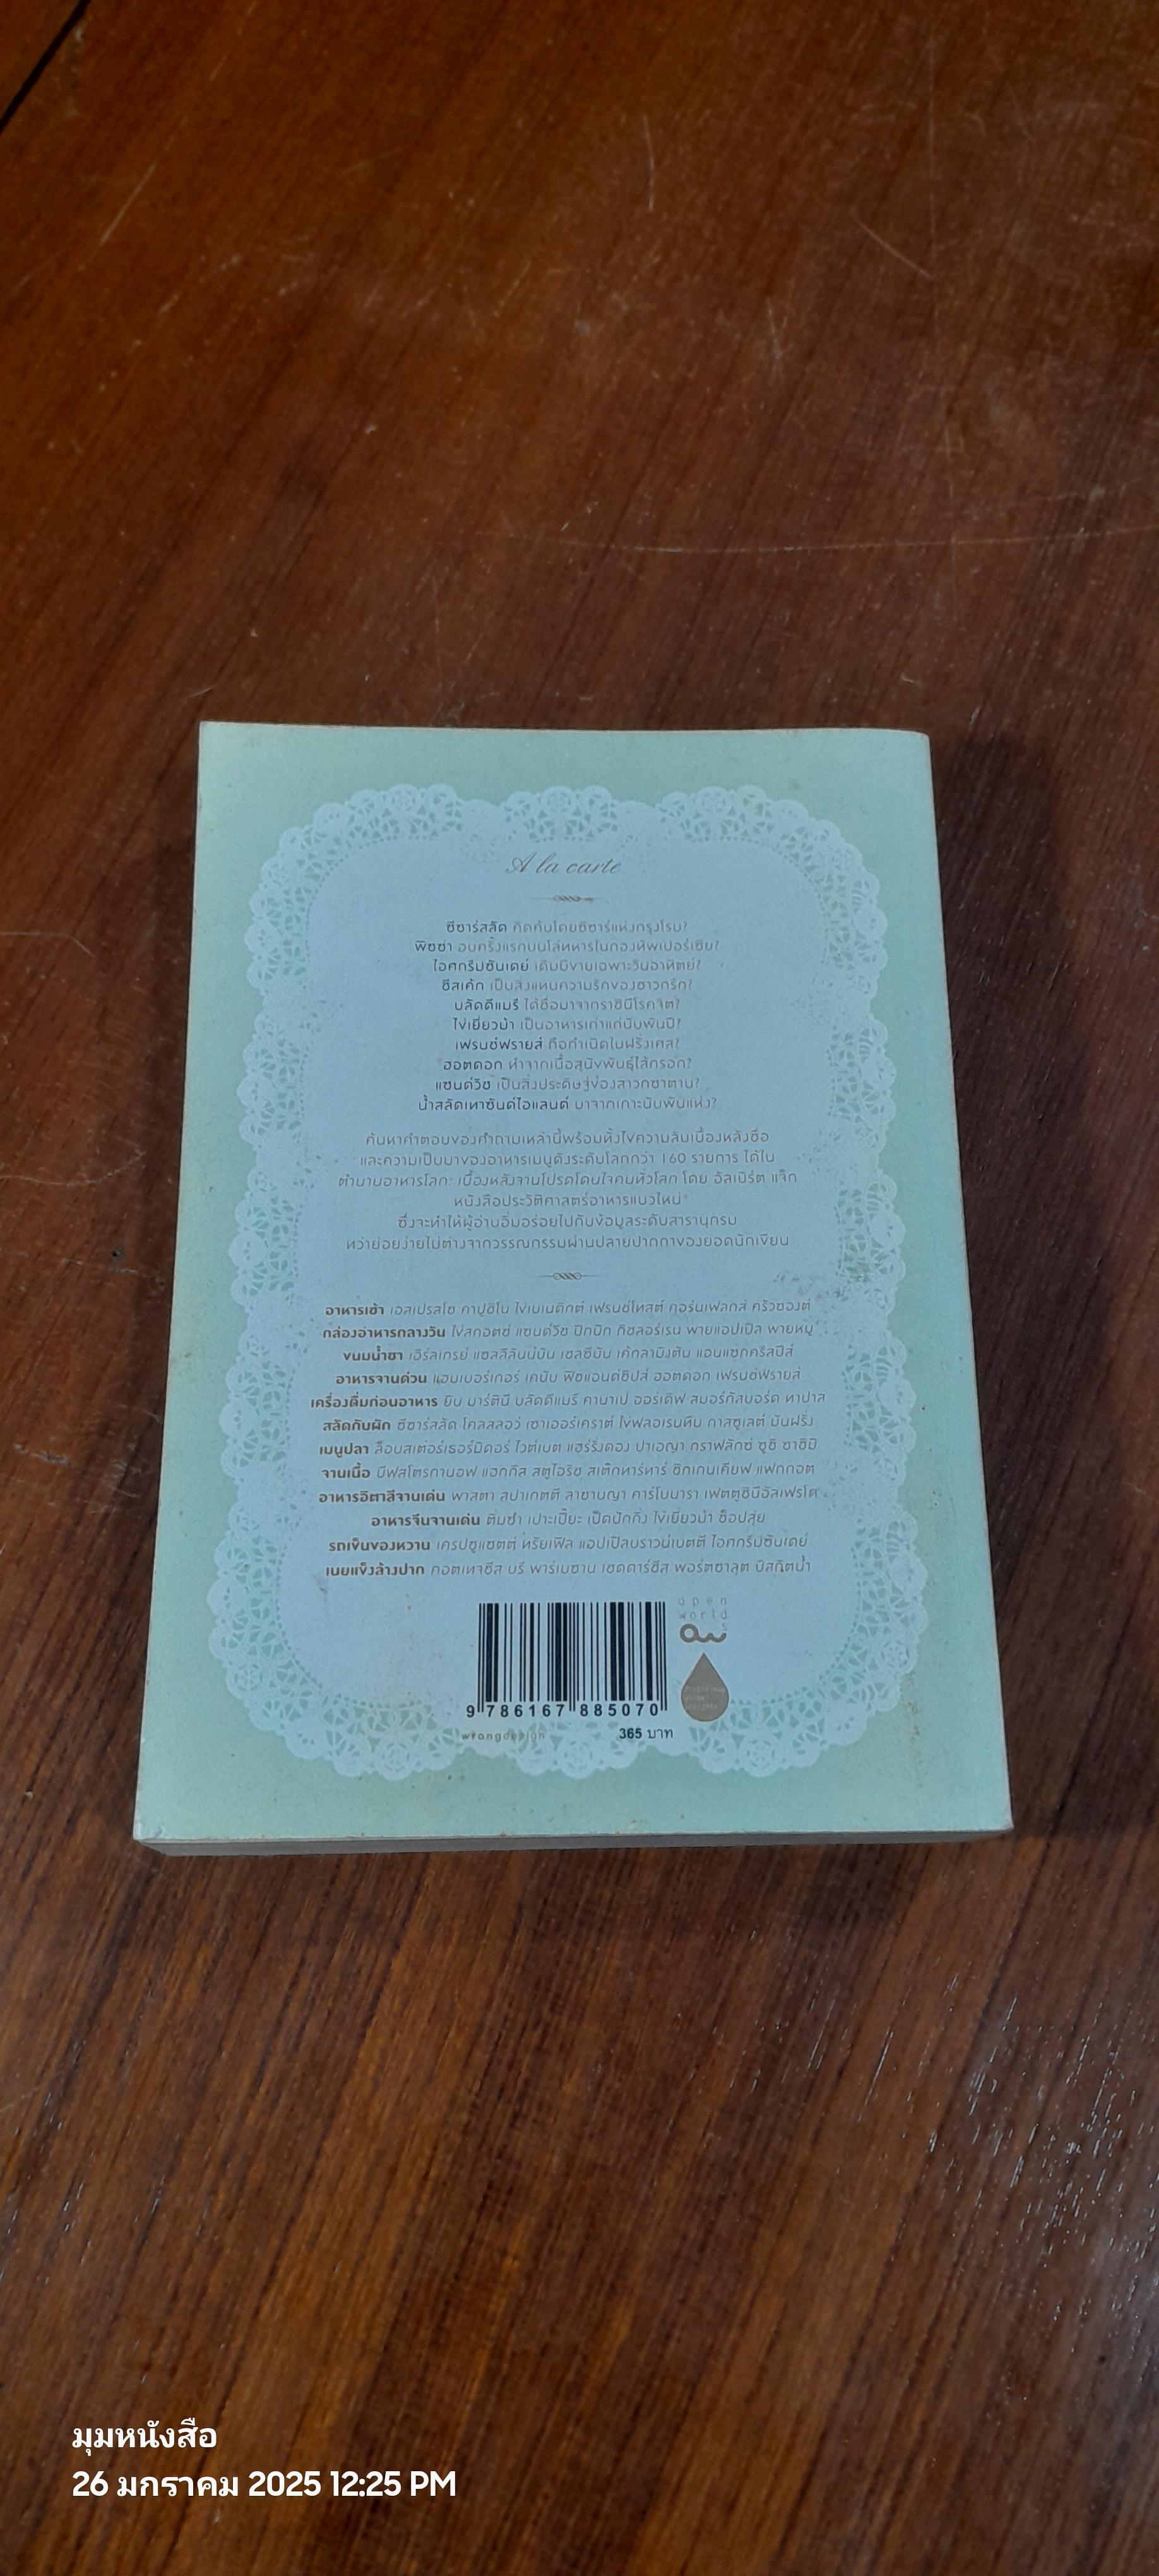 A la carte
ซีซาร์สลัด คิดค้นโดยซีซาร์แห่งกรุงโรม?
พิซซ่า อบครั้งแรกบนโล่ทหารในกองทัพเปอร์เซีย?
ไอศกรีมซันเดย์ เดิมมีขายเฉพาะวันอาทิตย์?
ชีสเค้ก เป็นสิ่งแทนความรักของชาวกรีก?
บลัดดีแมรี ได้ชื่อมาจากราชินีโรคจิต?
ไข่เยี่ยวม้า เป็นอาหารเก่าแก่นับพันปี?
เฟรนช์ฟรายส์ ถือกำเนิดในฝรั่งเศส?
ฮอตดอก ทำจากเนื้อสุนัขพันธุ์ไส้กรอก?
แซนด์วิช เป็นสิ่งประดิษฐ์ของสาวกซาตาน?
น้ำสลัดเทาซันด์ไอแลนด์ มาจากเกาะนับพันแห่ง?
ค้นหาคำตอบของคำถามเหล่านี้พร้อมทั้งไขความลับเบื้องหลังชื่อ
และความเป็นมาของอาหารเมนูดังระดับโลกกว่า 160 รายการ ได้ใน
ตำนานอาหารโลก: เบื้องหลังจานโปรดโดนใจคนทั่วโลก โดย อัลเบิร์ต แจ็ก
หนังสือประวัติศาสตร์อาหารแนวใหม่
ซึ่งจะทำให้ผู้อ่านอิ่มอร่อยไปกับข้อมูลระดับสารานุกรม
ทว่าย่อยง่ายไม่ต่างจากวรรณกรรมผ่านปลายปากกาของยอดนักเขียน
อาหารเช้า เอสเปรสโซ คาปูชิโน ไข่เบเนดิกต์ เฟรนช์โทสต์ คอร์นเฟลกส์ ครัวซองต์
กล่องอาหารกลางวัน ไข่สกอตช์ แซนด์วิช ปิกนิก คิชลอร์เรน พายแอปเปิล พายหมู
ขนมน้ำชา เอิร์ลเกรย์ แซลลีลันน์บัน เชลซีบัน เค้กลามิงตัน แอนแซกคริสปีส์
อาหารจานด่วน แฮมเบอร์เกอร์ เคบับ ฟิชแอนด์ชิปส์ ฮอตดอก เฟรนช์ฟรายส์
เครื่องดื่มก่อนอาหาร ยิน มาร์ตินี บลัดดีแมรี คานาเป ออร์เดิฟ สมอร์กัสบอร์ด ทาปาส
สลัดกับผัก ซีซาร์สลัด โคลสลอว์ เซาเออร์เคราต์ ไข่ฟลอเรนทีน คาสซูเลต์ มันฝรั่ง
เมนูปลา ล็อบสเต่อร์เธอร์มิดอร์ ไวต์เบต แฮร์ริงดอง ปาเอญา กราฟลักซ์ ซูชิ ซาชิมิ
จานเนื้อ บีฟสโตรกานอฟ แฮกกิส สตูไอริช สเต๊กทาร์ทาร์ ชิกเกนเคียฟ แฟกกอต
อาหารอิตาลีจานเด่น พาสตา สปาเกตตี ลาซานญา คาร์โบนารา เฟตตูชินีอัลเฟรโด
อาหารจีนจานเด่น ติ่มซำ เปาะเปี๊ยะ เป็ดปักกิ่ง ไข่เยี่ยวม้า ช็อปสุ่ย
รถเข็นของหวาน เครปซูแซตต์ ทรัยเฟิล แอปเปิลบราวน์เบตตี ไอศกรีมซันเดย์
เนยแข็งล้างปาก คอตเทจชีส บรี พาร์เมซาน เชดดาร์ชีส พอร์ตซาลุต บิสกิตน้ำ
open
worlds
9 786167 885070
wrongdesign
365 บาท
มุมหนังสือ
26 มกราคม 2025 12:25 PM